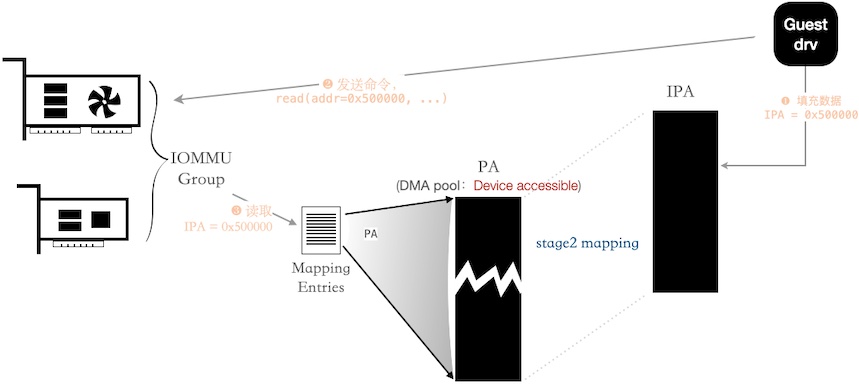 Guest
drv
❷ 发送命令，
read(addr=0x500000, ...)
IPA
❶ 填充数据
IPA = 0x500000
IOMMU
Group
PA
(DMA pool： Device accessible)
❸ 读取
IPA = 0x500000
PA
stage2 mapping
Mapping
Entries